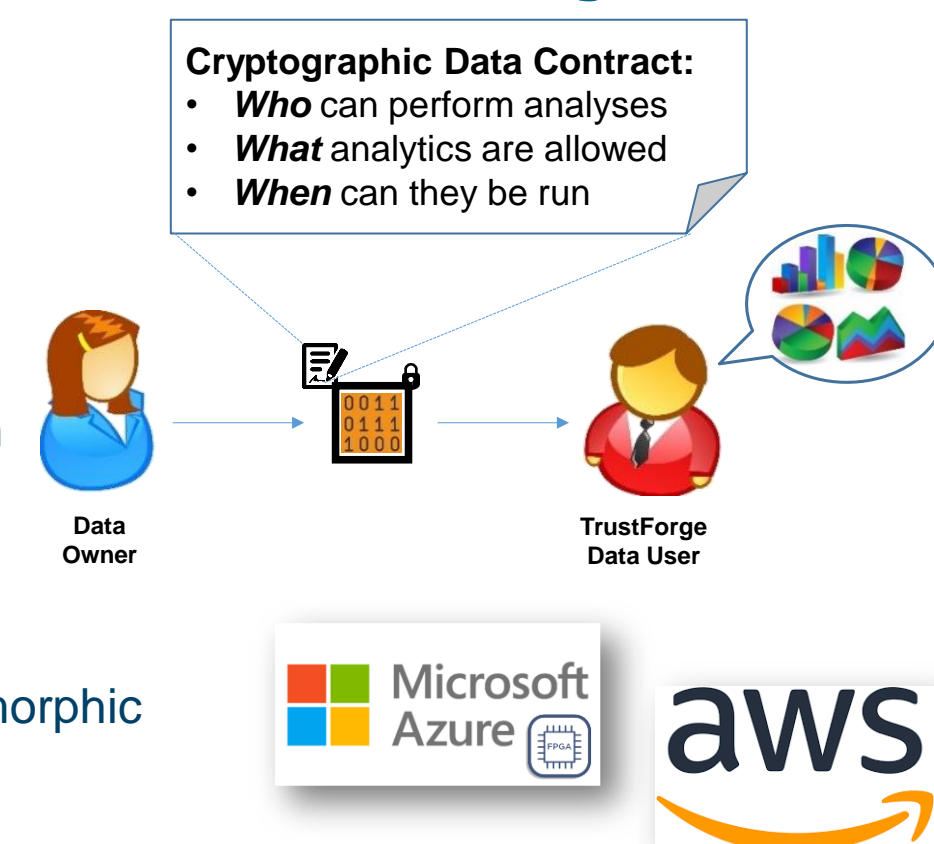 Cryptographic Data Contract:
• Who can perform analyses
• What analytics are allowed
• When can they be run
0011
0111
1000
Data
Owner
TrustForge
Data User
morphic
Microsoft
Azure
FPGA
aws